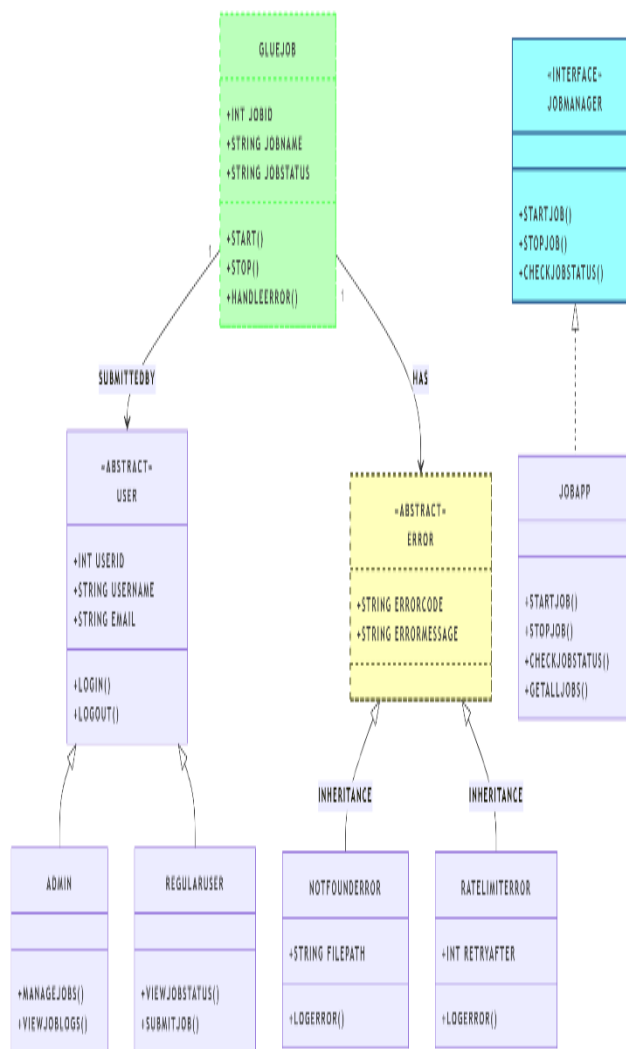 GLUEJOB
+INT JOBID
+STRING JOBNAME
+STRING JOBSTATUS
+START()
+STOP()
+HANDLEERROR()
«INTERFACE»
JOBMANAGER
+STARTJOB()
+STOPJOB()
+CHECKJOBSTATUS()
1
1
SUBMITTEDBY
HAS
«ABSTRACT»
USER
+INT USERID
+STRING USERNAME
+STRING EMAIL
+LOGIN()
+LOGOUT()
«ABSTRACT»
ERROR
+STRING ERRORCODE
+STRING ERRORMESSAGE
JOBAPP
+STARTJOB()
+STOPJOB()
+CHECKJOBSTATUS()
+GETALLJOBS()
INHERITANCE
INHERITANCE
ADMIN
+MANAGEJOBS()
+VIEWJOBLOGS()
REGULARUSER
+VIEWJOBSTATUS()
+SUBMITJOB()
NOTFOUNDERROR
+STRING FILEPATH
+LOGERROR()
RATELIMITERROR
+INT RETRYAFTER
+LOGERROR()